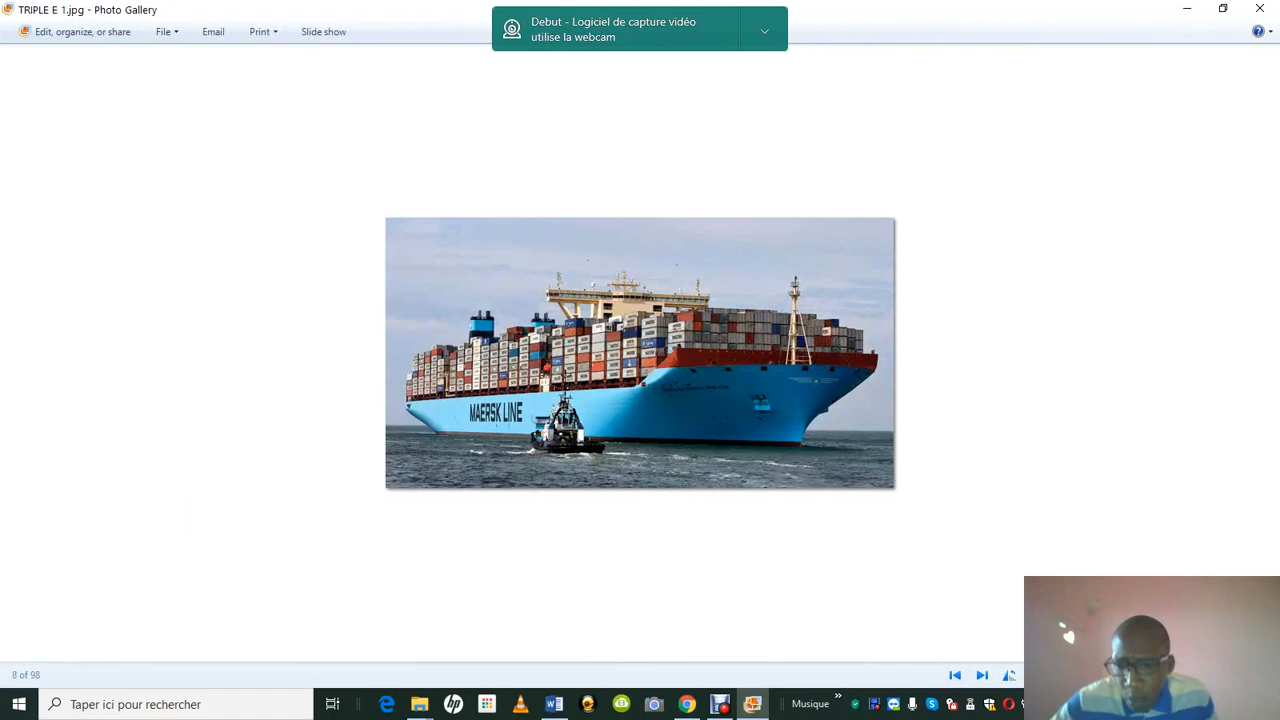 TRIPLE E 1.jpg - Photo Gallery
Debut - Logiciel de capture vidéo
utilise la webcam
Edit, organize, or share
File
Email
Print
Slide show
MAERSK LINE
8 of 98
Taper ici pour rechercher
Musique